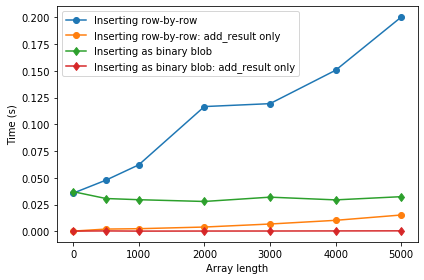 Inserting row-by-row
Inserting row-by-row: add_result only
Inserting as binary blob
Inserting as binary blob: add_result only
0.200
0.175
0.150
0.125
0.100
0.075
0.050
0.025
0.000
Time (s)
0 1000 2000 3000 4000 5000
Array length